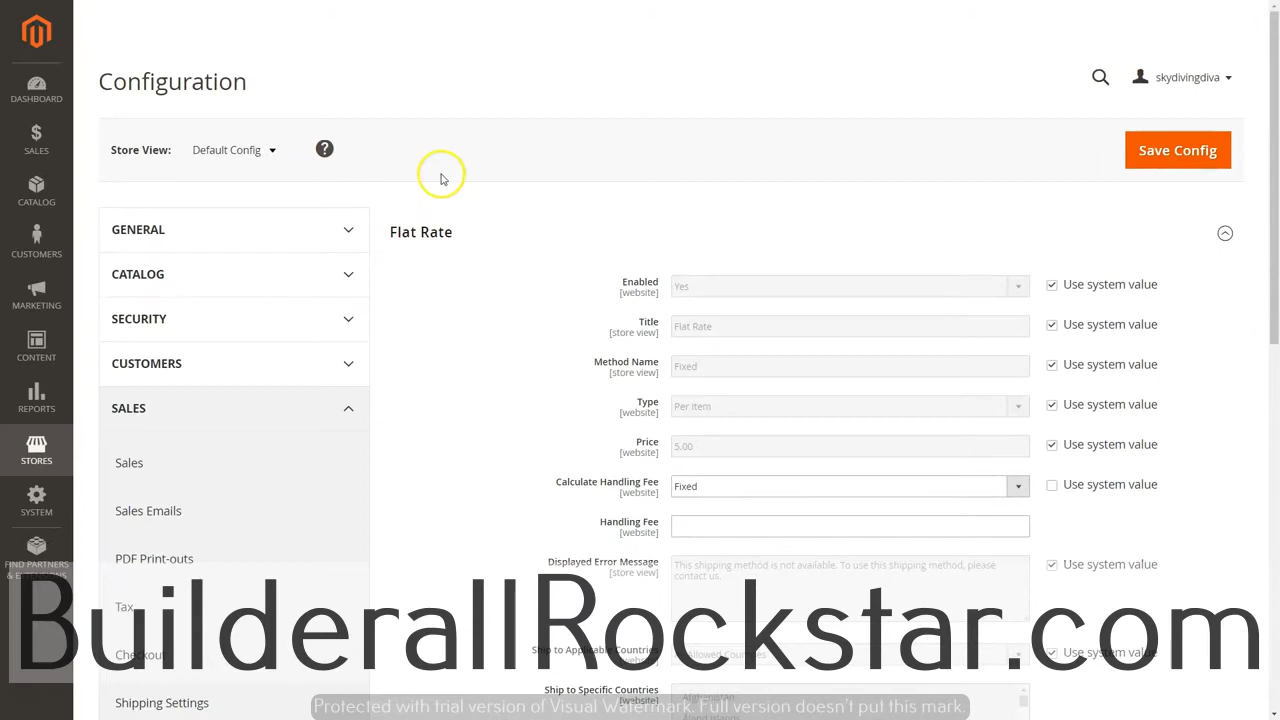 Configuration
skydivingdiva
Store View:
Default Config
?
Save Config
DASHBOARD
SALES
CATALOG
CUSTOMERS
MARKETING
CONTENT
REPORTS
STORES
SYSTEM
FIND PARTNERS
& EXTENSIONS
GENERAL
CATALOG
SECURITY
CUSTOMERS
SALES
Sales
Sales Emails
PDF Print-outs
Tax
Checkout
Shipping Settings
Flat Rate
Enabled
[website]
Yes
Use system value
Title
[store view]
Flat Rate
Use system value
Method Name
[store view]
Fixed
Use system value
Type
[website]
Per Item
Use system value
Price
[website]
5.00
Use system value
Calculate Handling Fee
[website]
Fixed
Use system value
Handling Fee
[website]
Displayed Error Message
[store view]
This shipping method is not available. To use this shipping method, please
contact us.
Use system value
Ship to Applicable Countries
[website]
All Allowed Countries
Use system value
Ship to Specific Countries
[website]
Afghanistan
Åland Islands
BuilderallRockstar.com
Protected with trial version of Visual Watermark. Full version doesn't put this mark.